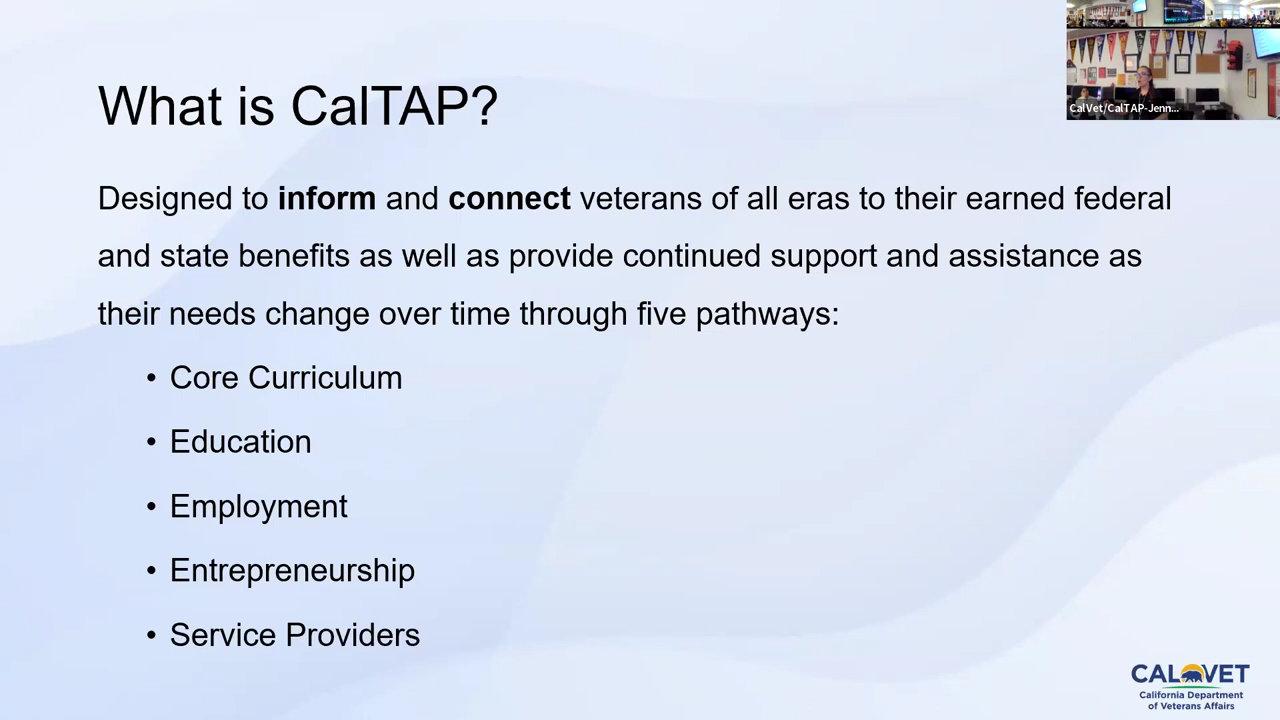 What is CalTAP?
CalVet/CalTAP-Jenn...
Designed to inform and connect veterans of all eras to their earned federal
and state benefits as well as provide continued support and assistance as
their needs change over time through five pathways:
• Core Curriculum
• Education
• Employment
• Entrepreneurship
• Service Providers
CALVET
California Department
of Veterans Affairs